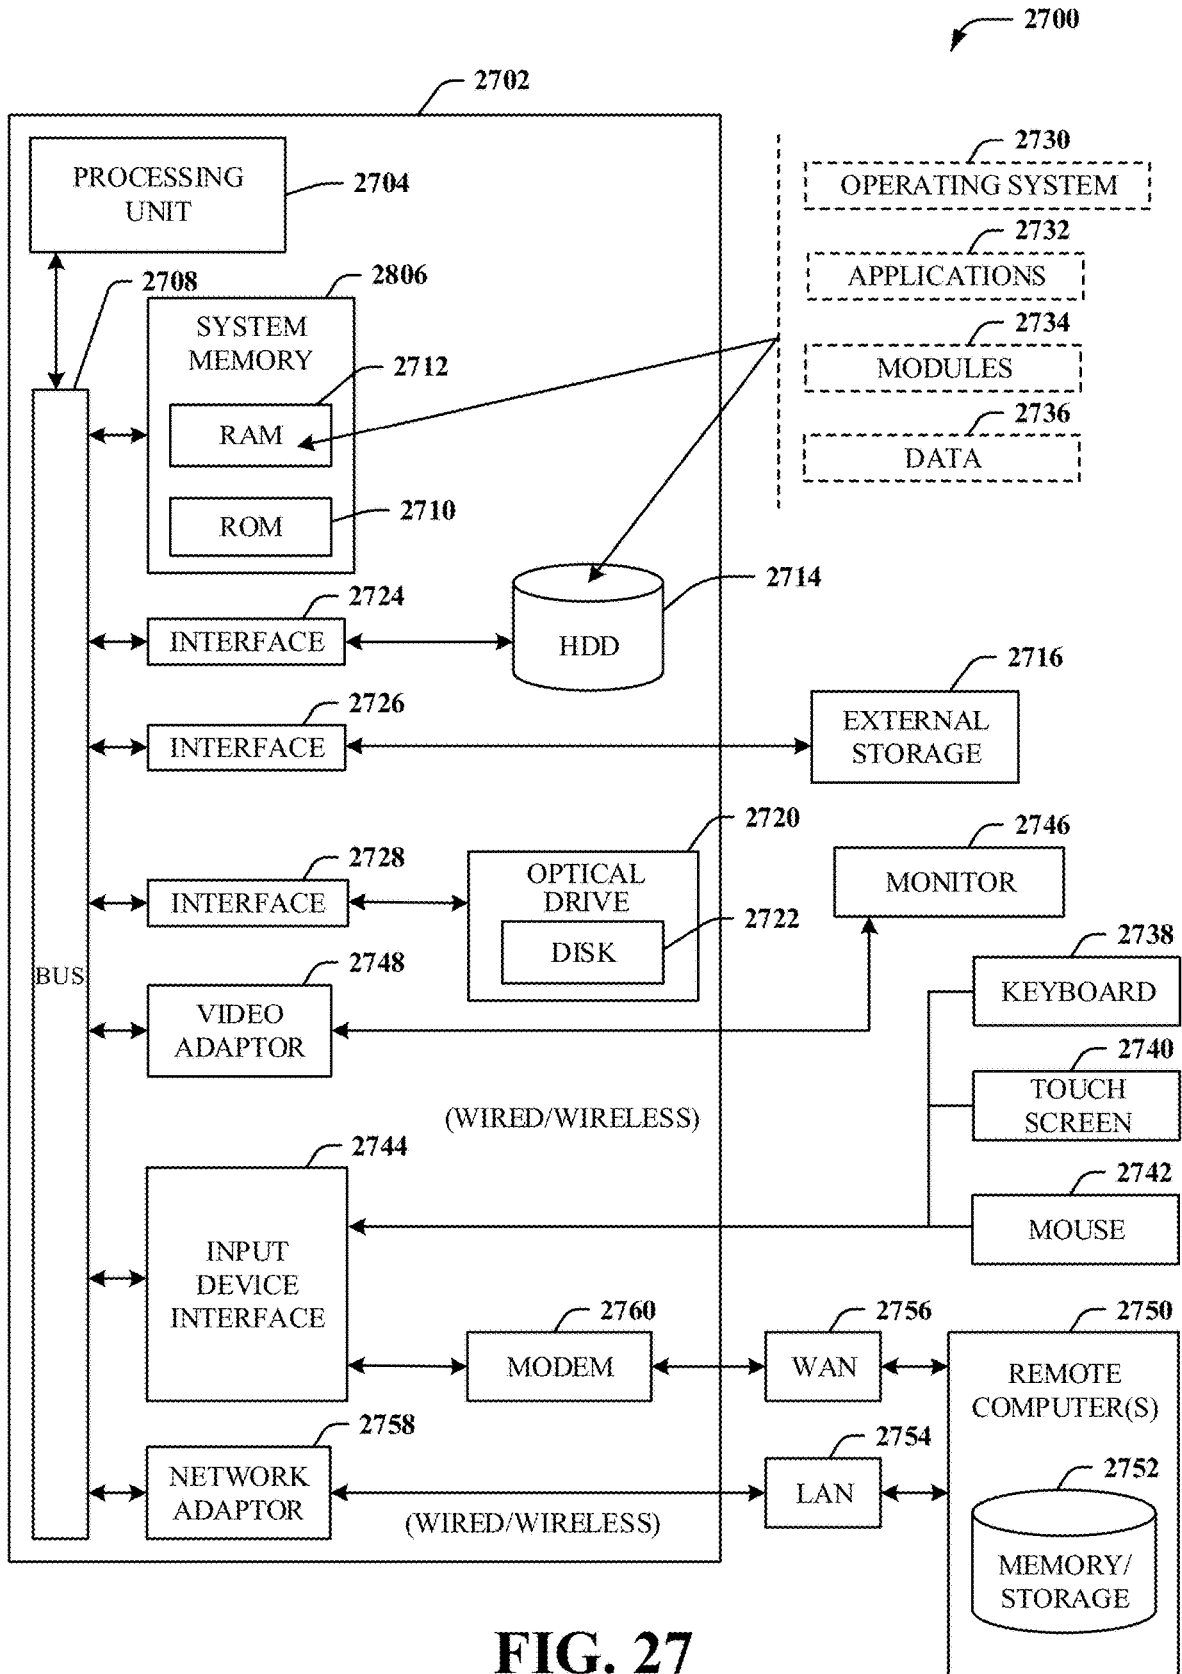 2700
2702
PROCESSING
UNIT
2704
2730
OPERATING SYSTEM
2732
APPLICATIONS
2734
MODULES
2736
DATA
2708
2806
SYSTEM
MEMORY
2712
RAM
2710
ROM
2714
HDD
2724
INTERFACE
2716
EXTERNAL
STORAGE
2726
INTERFACE
2720
OPTICAL
DRIVE
2722
DISK
2728
INTERFACE
2746
MONITOR
BUS
2748
VIDEO
ADAPTOR
2738
KEYBOARD
2740
TOUCH
SCREEN
(WIRED/WIRELESS)
2744
INPUT
DEVICE
INTERFACE
2742
MOUSE
2760
MODEM
2756
WAN
2750
REMOTE
COMPUTER(S)
2758
NETWORK
ADAPTOR
2754
LAN
(WIRED/WIRELESS)
2752
MEMORY/
STORAGE
FIG. 27